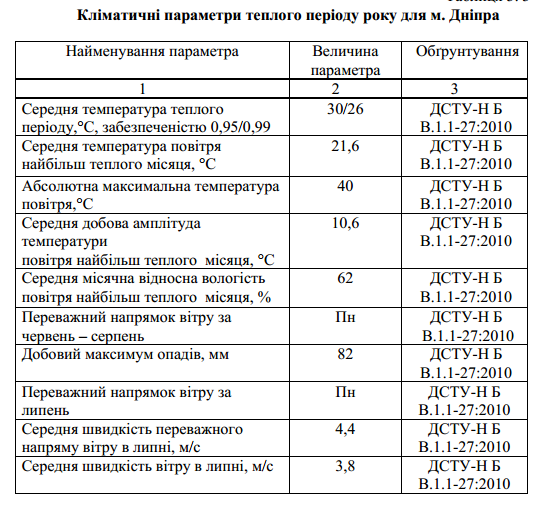 Кліматичні параметри теплого періоду року для м. Дніпра
Найменування параметра
Величина
параметра
Обґрунтування
1
2
3
Середня температура теплого
періоду,°С, забезпеченістю 0,95/0,99
30/26
ДСТУ-Н Б
В.1.1-27:2010
Середня температура повітря
найбільш теплого місяця, °С
21,6
ДСТУ-Н Б
В.1.1-27:2010
Абсолютна максимальна температура
повітря,°С
40
ДСТУ-Н Б
В.1.1-27:2010
Середня добова амплітуда
температури
повітря найбільш теплого місяця, °С
10,6
ДСТУ-Н Б
В.1.1-27:2010
Середня місячна відносна вологість
повітря найбільш теплого місяця, %
62
ДСТУ-Н Б
В.1.1-27:2010
Переважний напрямок вітру за
червень – серпень
Пн
ДСТУ-Н Б
В.1.1-27:2010
Добовий максимум опадів, мм
82
ДСТУ-Н Б
В.1.1-27:2010
Переважний напрямок вітру за
липень
Пн
ДСТУ-Н Б
В.1.1-27:2010
Середня швидкість переважного
напряму вітру в липні, м/с
4,4
ДСТУ-Н Б
В.1.1-27:2010
Середня швидкість вітру в липні, м/с
3,8
ДСТУ-Н Б
В.1.1-27:2010